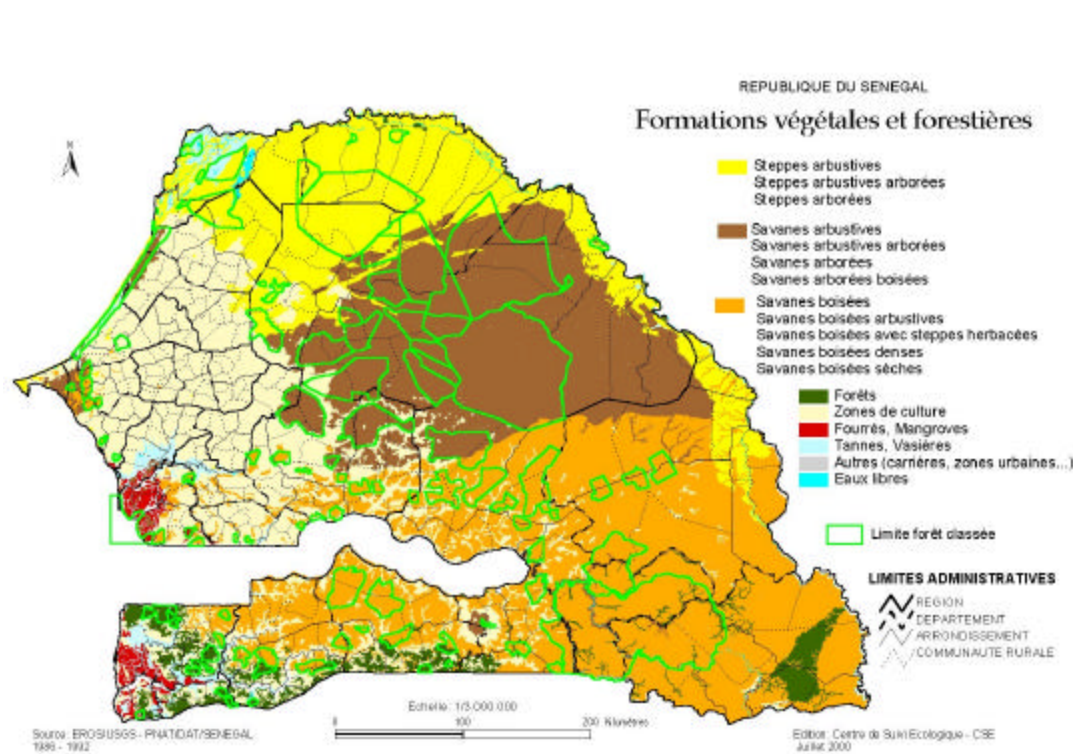 REPUBLIQUE DU SENEGAL
Formations végétales et forestières
N
Steppes arbustives
Steppes arbustives arborées
Steppes arborées
Savanes arbustives
Savanes arbustives arborées
Savanes arborées
Savanes arborées boisées
Savanes boisées
Savanes boisées arbustives
Savanes boisées avec steppes herbacées
Savanes boisées denses
Savanes boisées sèches
Forêts
Zones de culture
Fourrés, Mangroves
Tannes, Vasières
Autres (carrières, zones urbaines...)
Eaux libres
Limite forêt classée
LIMITES ADMINISTRATIVES
REGION
DEPARTEMENT
ARRONDISSEMENT
COMMUNAUTE RURALE
Echelle: 1/3 000 000
0 100 200 Kilomètres
Source: EROS/USGS - PNAT/DAT/SENEGAL
1986 - 1992
Edition: Centre de Suivi Ecologique - CSE
Juillet 2000